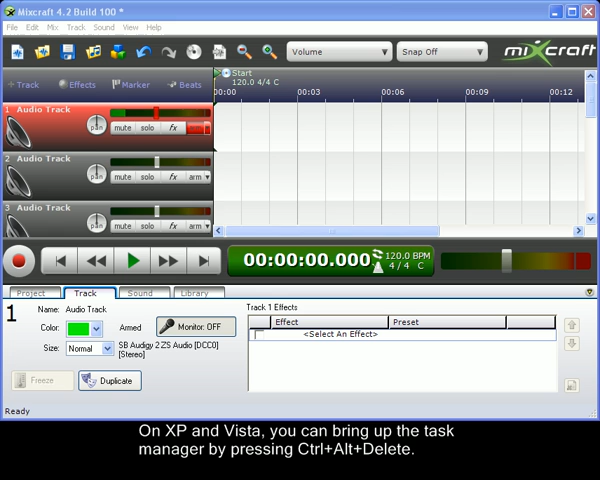 Mixcraft 4.2 Build 100 *
File Edit Mix Track Sound View Help
Volume Snap Off mixcraft
+Track Effects Marker Beats
Start
120.0 4/4 C
00:00 00:03 00:06 00:09 00:12
1 Audio Track
pan mute solo fx
2 Audio Track
pan mute solo fx arm
3 Audio Track
pan mute solo fx arm
00:00:00.000 120.0 BPM
4 / 4 C
Project Track Sound Library
1 Name: Audio Track
Color: Armed Monitor: OFF
Size: Normal SB Audigy 2 ZS Audio [DCC0]
[Stereo]
Freeze Duplicate
Track 1 Effects
Effect Preset
<Select An Effect>
Ready
On XP and Vista, you can bring up the task
manager by pressing Ctrl+Alt+Delete.